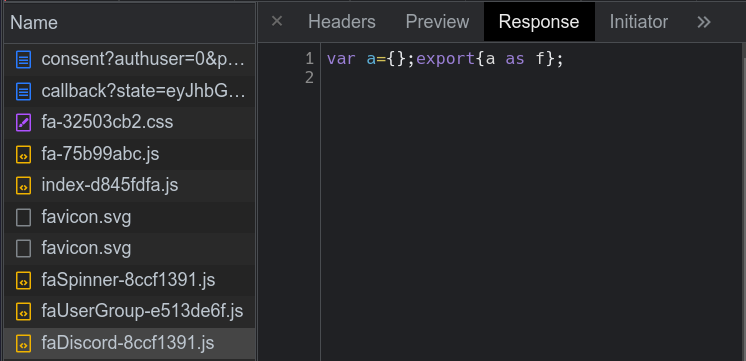 Name
× Headers Preview Response Initiator »
consent?authuser=0&p…
callback?state=eyJhbG…
fa-32503cb2.css
fa-75b99abc.js
index-d845fdfa.js
favicon.svg
favicon.svg
faSpinner-8ccf1391.js
faUserGroup-e513de6f.js
faDiscord-8ccf1391.js
1 var a={};export{a as f};
2